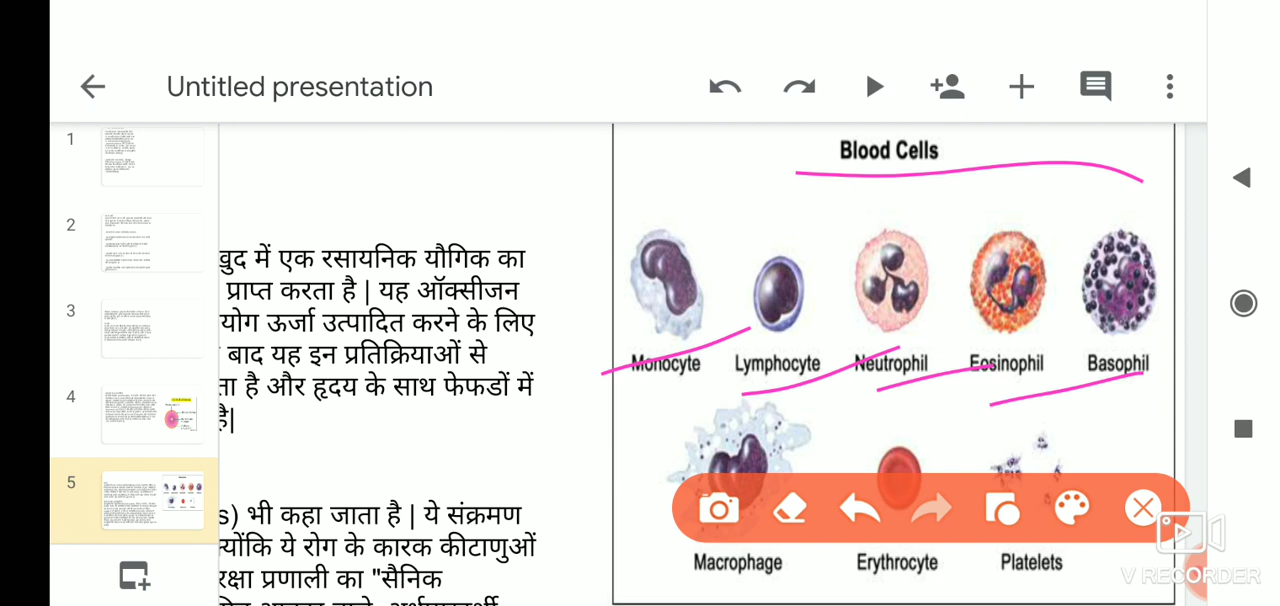 Untitled presentation
1
2
3
4
5
खुद में एक रसायनिक यौगिक का
प्राप्त करता है | यह ऑक्सीजन
योग ऊर्जा उत्पादित करने के लिए
बाद यह इन प्रतिक्रियाओं से
ता है और हृदय के साथ फेफडों में
है|
s) भी कहा जाता है | ये संक्रमण
क्योंकि ये रोग के कारक कीटाणुओं
रक्षा प्रणाली का "सैनिक
Blood Cells
Monocyte Lymphocyte Neutrophil Eosinophil Basophil
Macrophage Erythrocyte Platelets
V RECORDER